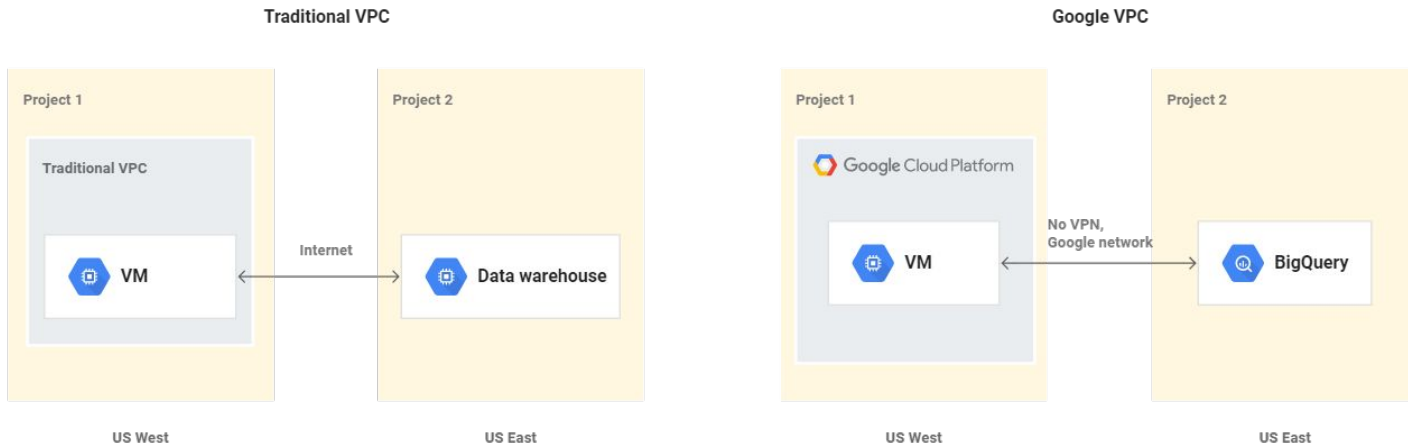 Traditional VPC
Project 1
Traditional VPC
VM
Internet
Project 2
Data warehouse
US West
US East
Google VPC
Project 1
Google Cloud Platform
VM
No VPN,
Google network
Project 2
BigQuery
US West
US East